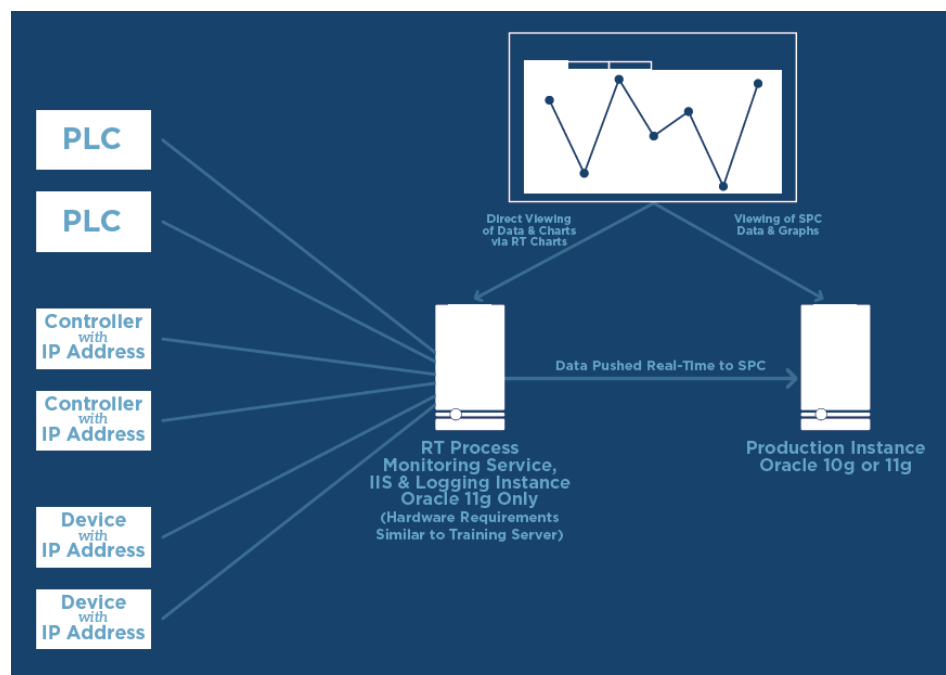 PLC
PLC
Controller
with
IP Address
Controller
with
IP Address
Device
with
IP Address
Device
with
IP Address
Direct Viewing
of Data & Charts
via RT Charts
Viewing of SPC
Data & Graphs
Data Pushed Real-Time to SPC
RT Process
Monitoring Service,
IIS & Logging Instance
Oracle 11g Only
(Hardware Requirements
Similar to Training Server)
Production Instance
Oracle 10g or 11g